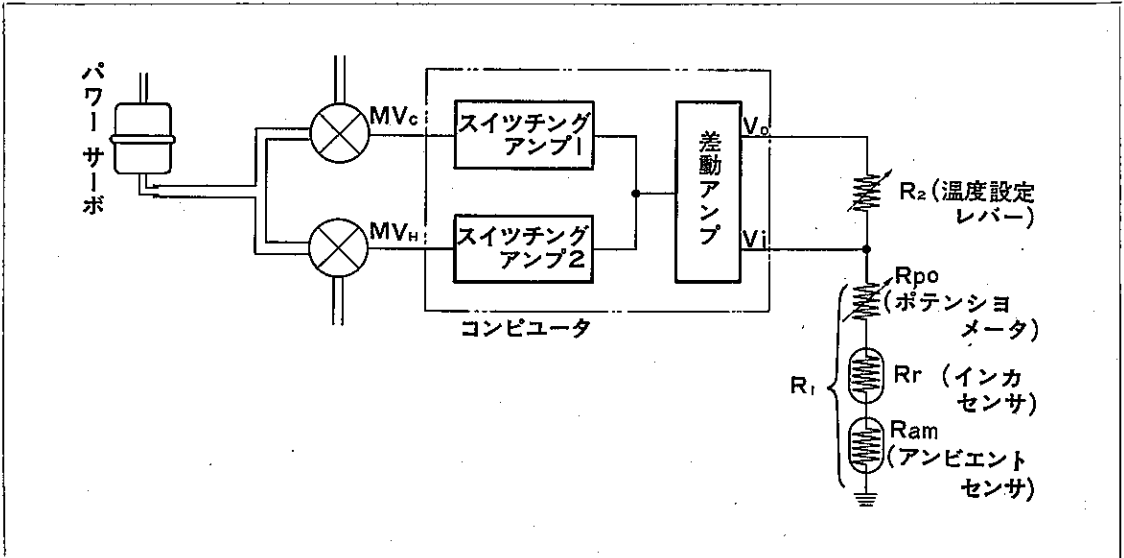 パワーサーボ
MVc
スイッチング
アンプ1
MVH
スイッチング
アンプ2
コンピュータ
差動アンプ
Vo
Vi
R2(温度設定
レバー)
Rpo
(ポテンショ
メータ)
R1
Rr (インカ
センサ)
Ram
(アンビエント
センサ)